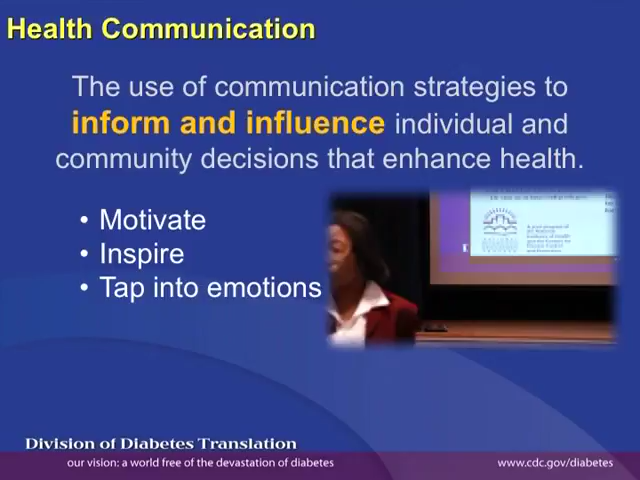 Health Communication
The use of communication strategies to
inform and influence individual and
community decisions that enhance health.
• Motivate
• Inspire
• Tap into emotions
Division of Diabetes Translation
our vision: a world free of the devastation of diabetes
www.cdc.gov/diabetes